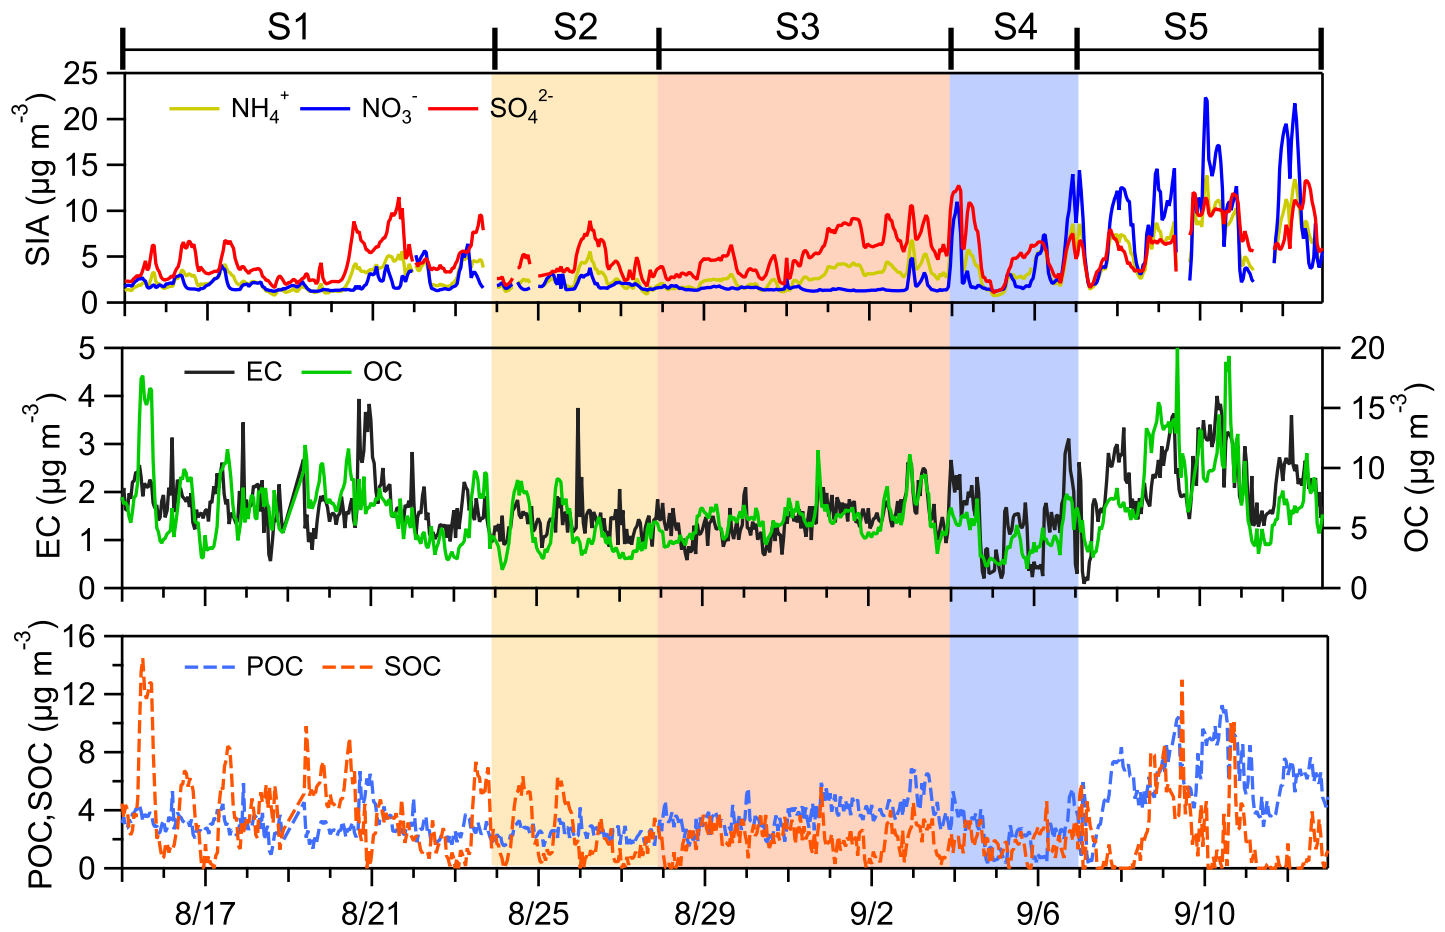 S1 S2 S3 S4 S5
SIA (µg m⁻³)
25
20
15
10
5
0
NH₄⁺ NO₃⁻ SO₄²⁻
EC (µg m⁻³)
5
4
3
2
1
0
EC OC
20
15
10
5
0
OC (µg m⁻³)
POC,SOC (µg m⁻³)
16
12
8
4
0
POC SOC
8/17 8/21 8/25 8/29 9/2 9/6 9/10